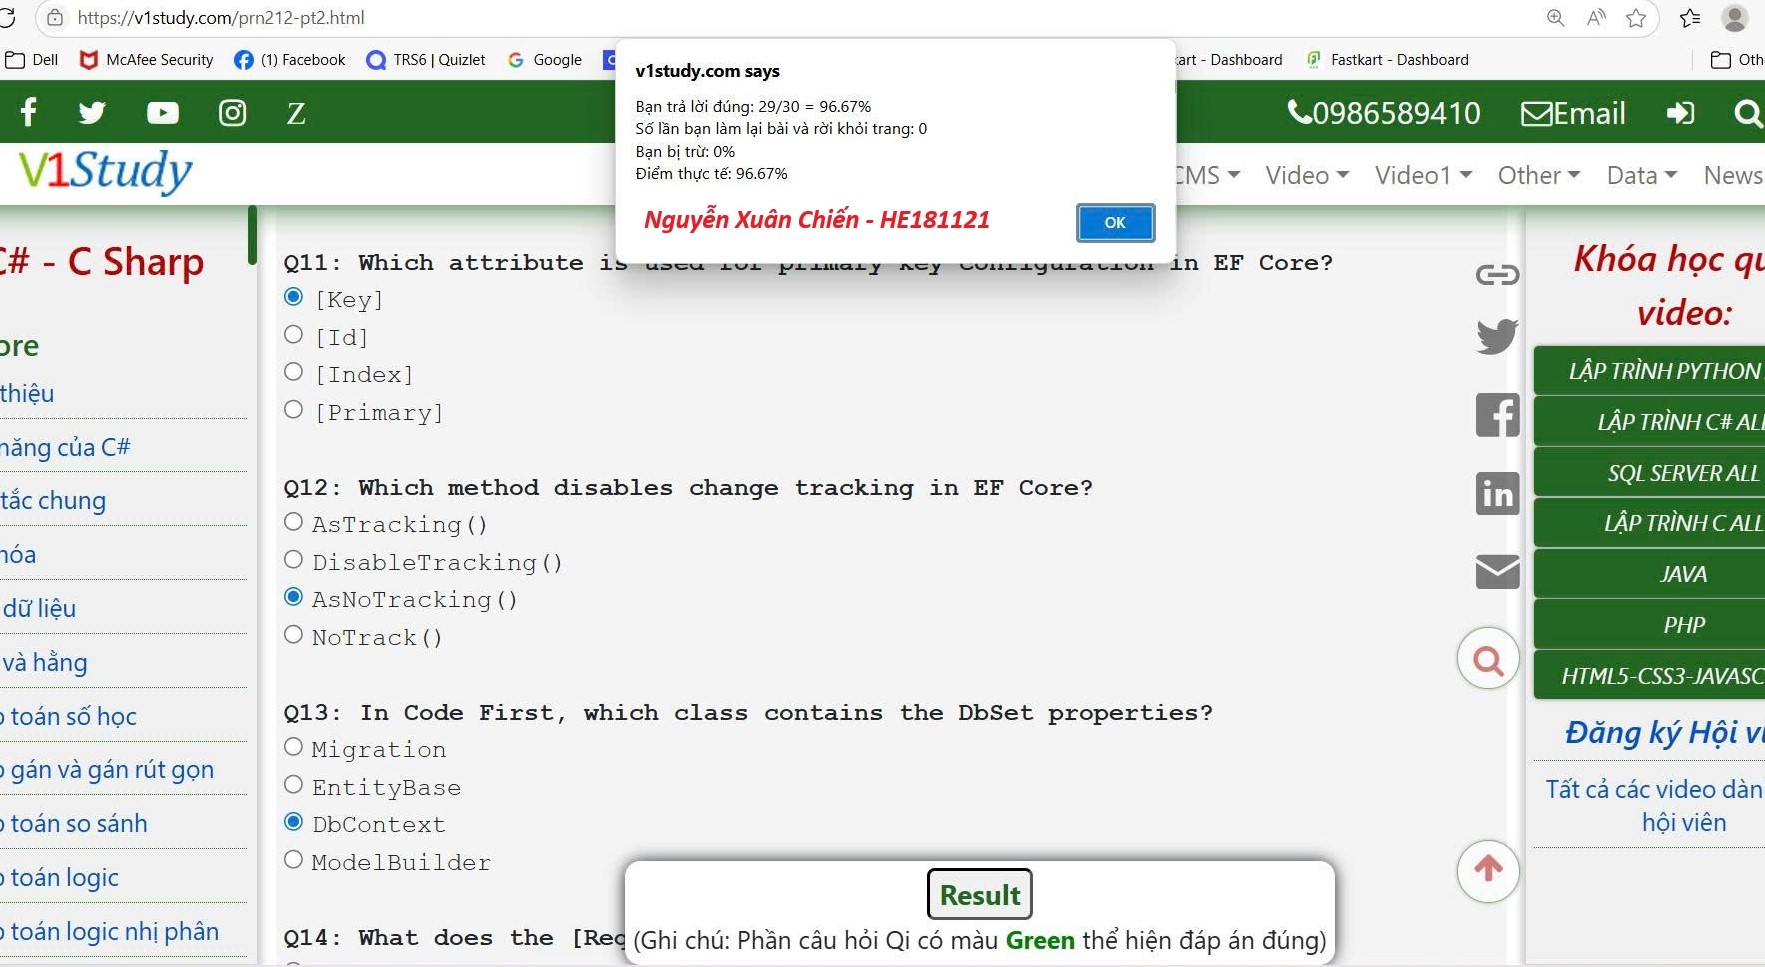 https://v1study.com/prn212-pt2.html
Dell
McAfee Security
(1) Facebook
TRS6 | Quizlet
Google
kart - Dashboard
Fastkart - Dashboard
Oth
v1study.com says
Bạn trả lời đúng: 29/30 = 96.67%
Số lần bạn làm lại bài và rời khỏi trang: 0
Bạn bị trừ: 0%
Điểm thực tế: 96.67%
Nguyễn Xuân Chiến - HE181121
OK
0986589410
Email
V1Study
CMS
Video
Video1
Other
Data
News
C# - C Sharp
ore
thiệu
năng của C#
tắc chung
hóa
dữ liệu
và hằng
toán số học
gán và gán rút gọn
toán so sánh
toán logic
toán logic nhị phân
Q11: Which attribute is used for primary key configuration in EF Core?
[Key]
[Id]
[Index]
[Primary]
Q12: Which method disables change tracking in EF Core?
AsTracking()
DisableTracking()
AsNoTracking()
NoTrack()
Q13: In Code First, which class contains the DbSet properties?
Migration
EntityBase
DbContext
ModelBuilder
Q14: What does the [Req
Result
(Ghi chú: Phần câu hỏi Qi có màu Green thể hiện đáp án đúng)
Khóa học qu
video:
LẬP TRÌNH PYTHON
LẬP TRÌNH C# ALL
SQL SERVER ALL
LẬP TRÌNH C ALL
JAVA
PHP
HTML5-CSS3-JAVASC
Đăng ký Hội vi
Tất cả các video dàn
hội viên